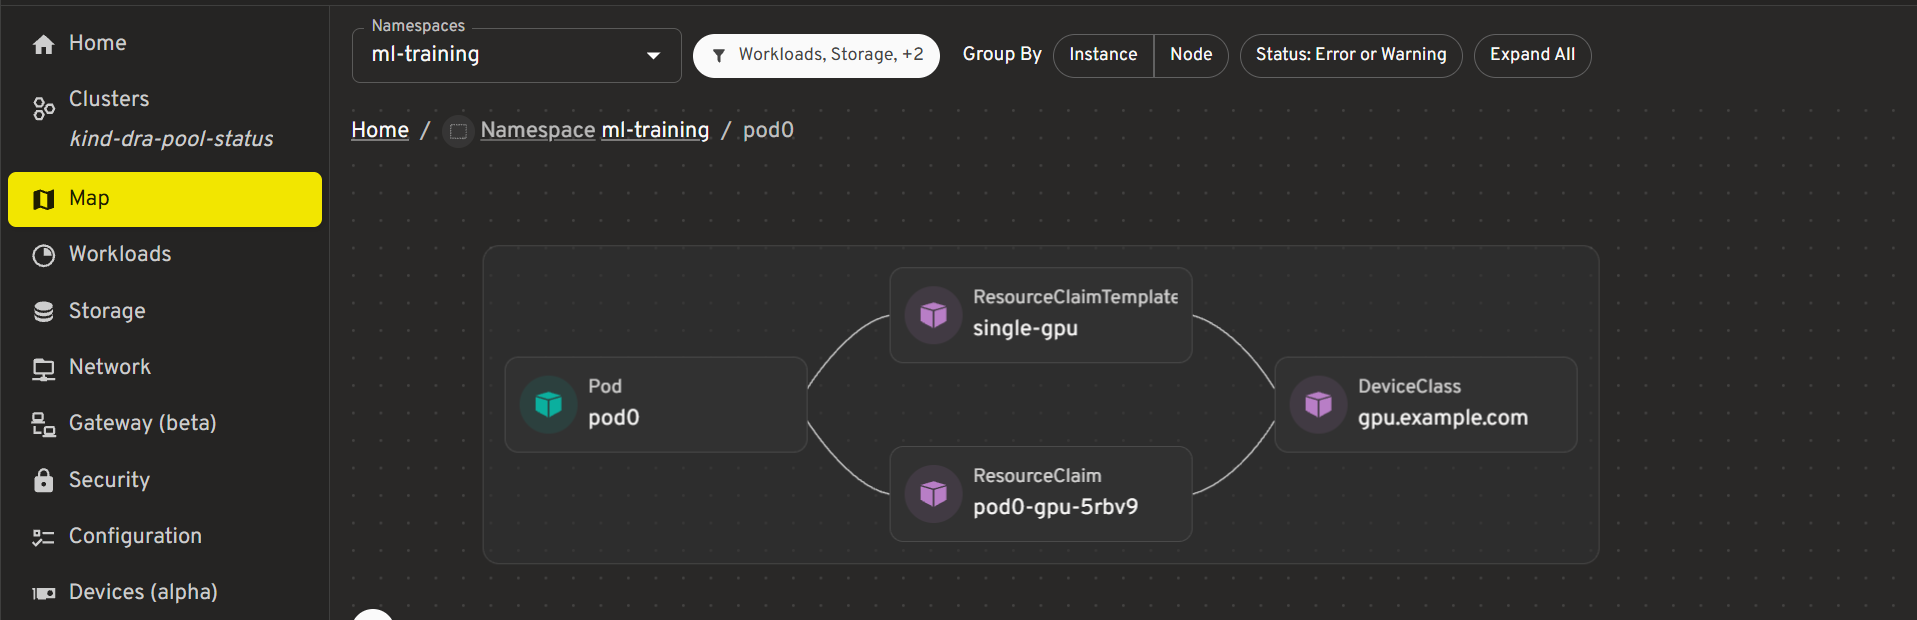 Home
Clusters
kind-dra-pool-status
Map
Workloads
Storage
Network
Gateway (beta)
Security
Configuration
Devices (alpha)
Namespaces
ml-training
Workloads, Storage, +2
Group By
Instance
Node
Status: Error or Warning
Expand All
Home / Namespace ml-training / pod0
Pod
pod0
ResourceClaimTemplate
single-gpu
ResourceClaim
pod0-gpu-5rbv9
DeviceClass
gpu.example.com